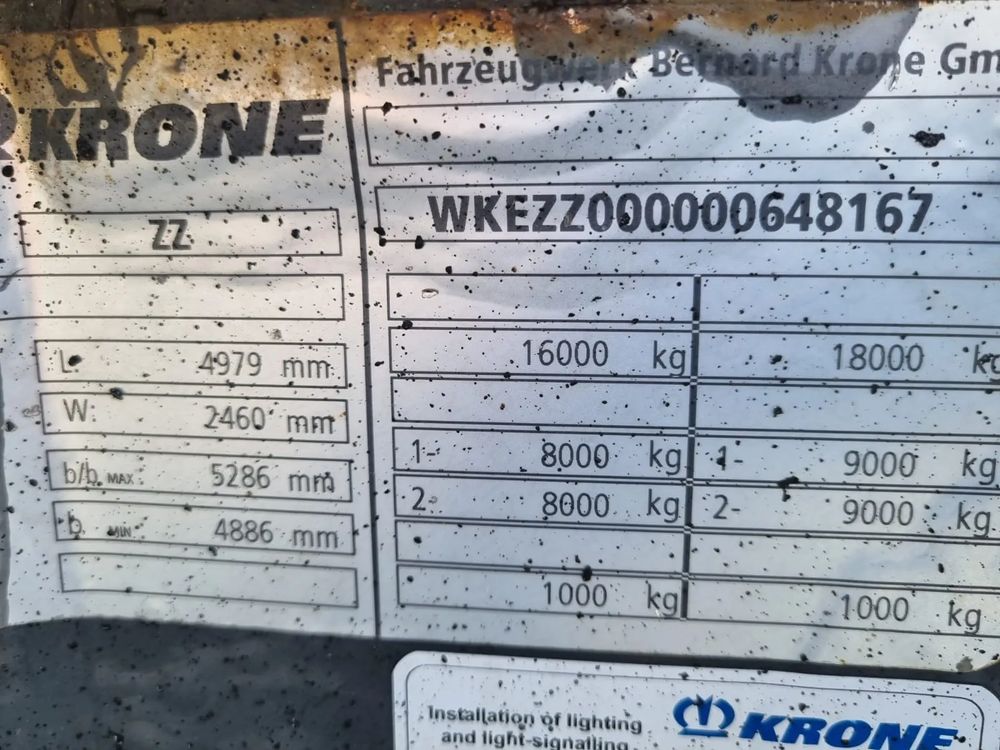 Fahrzeugwerk Bernard Krone Gm
KRONE
WKEZZ000000648167
ZZ
L 4979 mm
16000 kg 18000 kg
W: 2460 mm
1- 8000 kg 1- 9000 kg
b/b. MAX: 5286 mm
2- 8000 kg 2- 9000 kg
b. MIN: 4886 mm
1000 kg 1000 kg
Installation of lighting
and light-signalling
KRONE